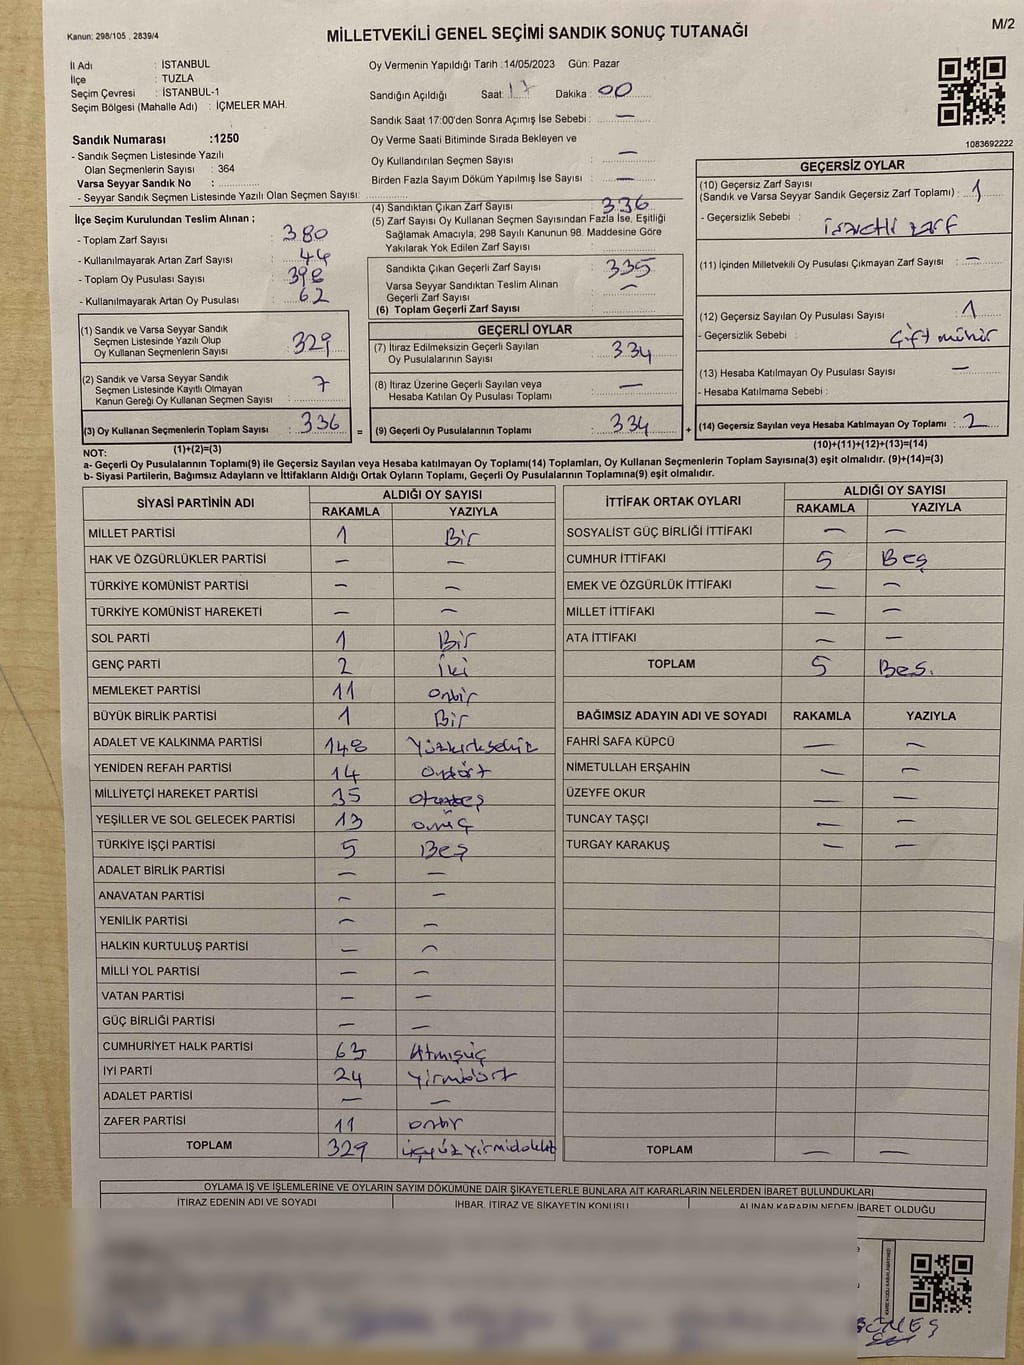 M/2
Kanun: 298/105 , 2839/4
MİLLETVEKİLİ GENEL SEÇİMİ SANDIK SONUÇ TUTANAĞI
İl Adı : İSTANBUL
İlçe : TUZLA
Seçim Çevresi : İSTANBUL-1
Seçim Bölgesi (Mahalle Adı) : İÇMELER MAH.
Oy Vermenin Yapıldığı Tarih :14/05/2023 Gün: Pazar
Sandığın Açıldığı Saat: 17 Dakika : 00
Sandık Saat 17:00'den Sonra Açımış İse Sebebi : —
Oy Verme Saati Bitiminde Sırada Bekleyen ve
Oy Kullandırılan Seçmen Sayısı : —
Birden Fazla Sayım Döküm Yapılmış İse Sayısı : —
1083692222
Sandık Numarası :1250
- Sandık Seçmen Listesinde Yazılı
Olan Seçmenlerin Sayısı : 364
Varsa Seyyar Sandık No :
- Seyyar Sandık Seçmen Listesinde Yazılı Olan Seçmen Sayısı:
İlçe Seçim Kurulundan Teslim Alınan ;
- Toplam Zarf Sayısı : 380
- Kullanılmayarak Artan Zarf Sayısı : 44
- Toplam Oy Pusulası Sayısı : 398
- Kullanılmayarak Artan Oy Pusulası : 62
(1) Sandık ve Varsa Seyyar Sandık
Seçmen Listesinde Yazılı Olup
Oy Kullanan Seçmenlerin Sayısı : 329
(2) Sandık ve Varsa Seyyar Sandık
Seçmen Listesinde Kayıtlı Olmayan
Kanun Gereği Oy Kullanan Seçmen Sayısı : 7
(3) Oy Kullanan Seçmenlerin Toplam Sayısı : 336
(1)+(2)=(3)
(4) Sandıktan Çıkan Zarf Sayısı : 336
(5) Zarf Sayısı Oy Kullanan Seçmen Sayısından Fazla İse, Eşitliği
Sağlamak Amacıyla, 298 Sayılı Kanunun 98. Maddesine Göre
Yakılarak Yok Edilen Zarf Sayısı :
Sandıkta Çıkan Geçerli Zarf Sayısı : 335
Varsa Seyyar Sandıktan Teslim Alınan
Geçerli Zarf Sayısı : —
(6) Toplam Geçerli Zarf Sayısı :
GEÇERLİ OYLAR
(7) İtiraz Edilmeksizin Geçerli Sayılan
Oy Pusulalarının Sayısı : 334
(8) İtiraz Üzerine Geçerli Sayılan veya
Hesaba Katılan Oy Pusulası Toplamı : —
= (9) Geçerli Oy Pusulalarının Toplamı : 334
GEÇERSİZ OYLAR
(10) Geçersiz Zarf Sayısı
(Sandık ve Varsa Seyyar Sandık Geçersiz Zarf Toplamı) : 1
- Geçersizlik Sebebi : işaretli zarf
(11) İçinden Milletvekili Oy Pusulası Çıkmayan Zarf Sayısı : —
(12) Geçersiz Sayılan Oy Pusulası Sayısı : 1
- Geçersizlik Sebebi : Çift mühür
(13) Hesaba Katılmayan Oy Pusulası Sayısı : —
- Hesaba Katılmama Sebebi :
+ (14) Geçersiz Sayılan veya Hesaba Katılmayan Oy Toplamı : 2
(10)+(11)+(12)+(13)=(14)
NOT:
a- Geçerli Oy Pusulalarının Toplamı(9) ile Geçersiz Sayılan veya Hesaba katılmayan Oy Toplamı(14) Toplamları, Oy Kullanan Seçmenlerin Toplam Sayısına(3) eşit olmalıdır. (9)+(14)=(3)
b- Siyasi Partilerin, Bağımsız Adayların ve İttifakların Aldığı Ortak Oyların Toplamı, Geçerli Oy Pusulalarının Toplamına(9) eşit olmalıdır.
SİYASİ PARTİNİN ADI ALDIĞI OY SAYISI
RAKAMLA YAZIYLA
MİLLET PARTİSİ 1 Bir
HAK VE ÖZGÜRLÜKLER PARTİSİ — —
TÜRKİYE KOMÜNİST PARTİSİ — —
TÜRKİYE KOMÜNİST HAREKETİ — —
SOL PARTİ 1 Bir
GENÇ PARTİ 2 İki
MEMLEKET PARTİSİ 11 onbir
BÜYÜK BİRLİK PARTİSİ 1 Bir
ADALET VE KALKINMA PARTİSİ 148 Yüzkırksekiz
YENİDEN REFAH PARTİSİ 14 Ondört
MİLLİYETÇİ HAREKET PARTİSİ 35 otuzbeş
YEŞİLLER VE SOL GELECEK PARTİSİ 13 onüç
TÜRKİYE İŞÇİ PARTİSİ 5 Beş
ADALET BİRLİK PARTİSİ — —
ANAVATAN PARTİSİ — —
YENİLİK PARTİSİ — —
HALKIN KURTULUŞ PARTİSİ — —
MİLLİ YOL PARTİSİ — —
VATAN PARTİSİ — —
GÜÇ BİRLİĞİ PARTİSİ — —
CUMHURİYET HALK PARTİSİ 63 Atmışüç
İYİ PARTİ 24 Yirmidört
ADALET PARTİSİ — —
ZAFER PARTİSİ 11 onbir
TOPLAM 329 üçyüzyirmidokuz
İTTİFAK ORTAK OYLARI ALDIĞI OY SAYISI
RAKAMLA YAZIYLA
SOSYALİST GÜÇ BİRLİĞİ İTTİFAKI — —
CUMHUR İTTİFAKI 5 Beş
EMEK VE ÖZGÜRLÜK İTTİFAKI — —
MİLLET İTTİFAKI — —
ATA İTTİFAKI — —
TOPLAM 5 Beş.
BAĞIMSIZ ADAYIN ADI VE SOYADI RAKAMLA YAZIYLA
FAHRİ SAFA KÜPCÜ — —
NİMETULLAH ERŞAHİN — —
ÜZEYFE OKUR — —
TUNCAY TAŞÇI — —
TURGAY KARAKUŞ — —
TOPLAM — —
OYLAMA İŞ VE İŞLEMLERİNE VE OYLARIN SAYIM DÖKÜMÜNE DAİR ŞİKAYETLERLE BUNLARA AİT KARARLARIN NELERDEN İBARET BULUNDUKLARI
İTİRAZ EDENİN ADI VE SOYADI İHBAR, İTİRAZ VE ŞİKAYETİN KONUSU ALINAN KARARIN NEDEN İBARET OLDUĞU